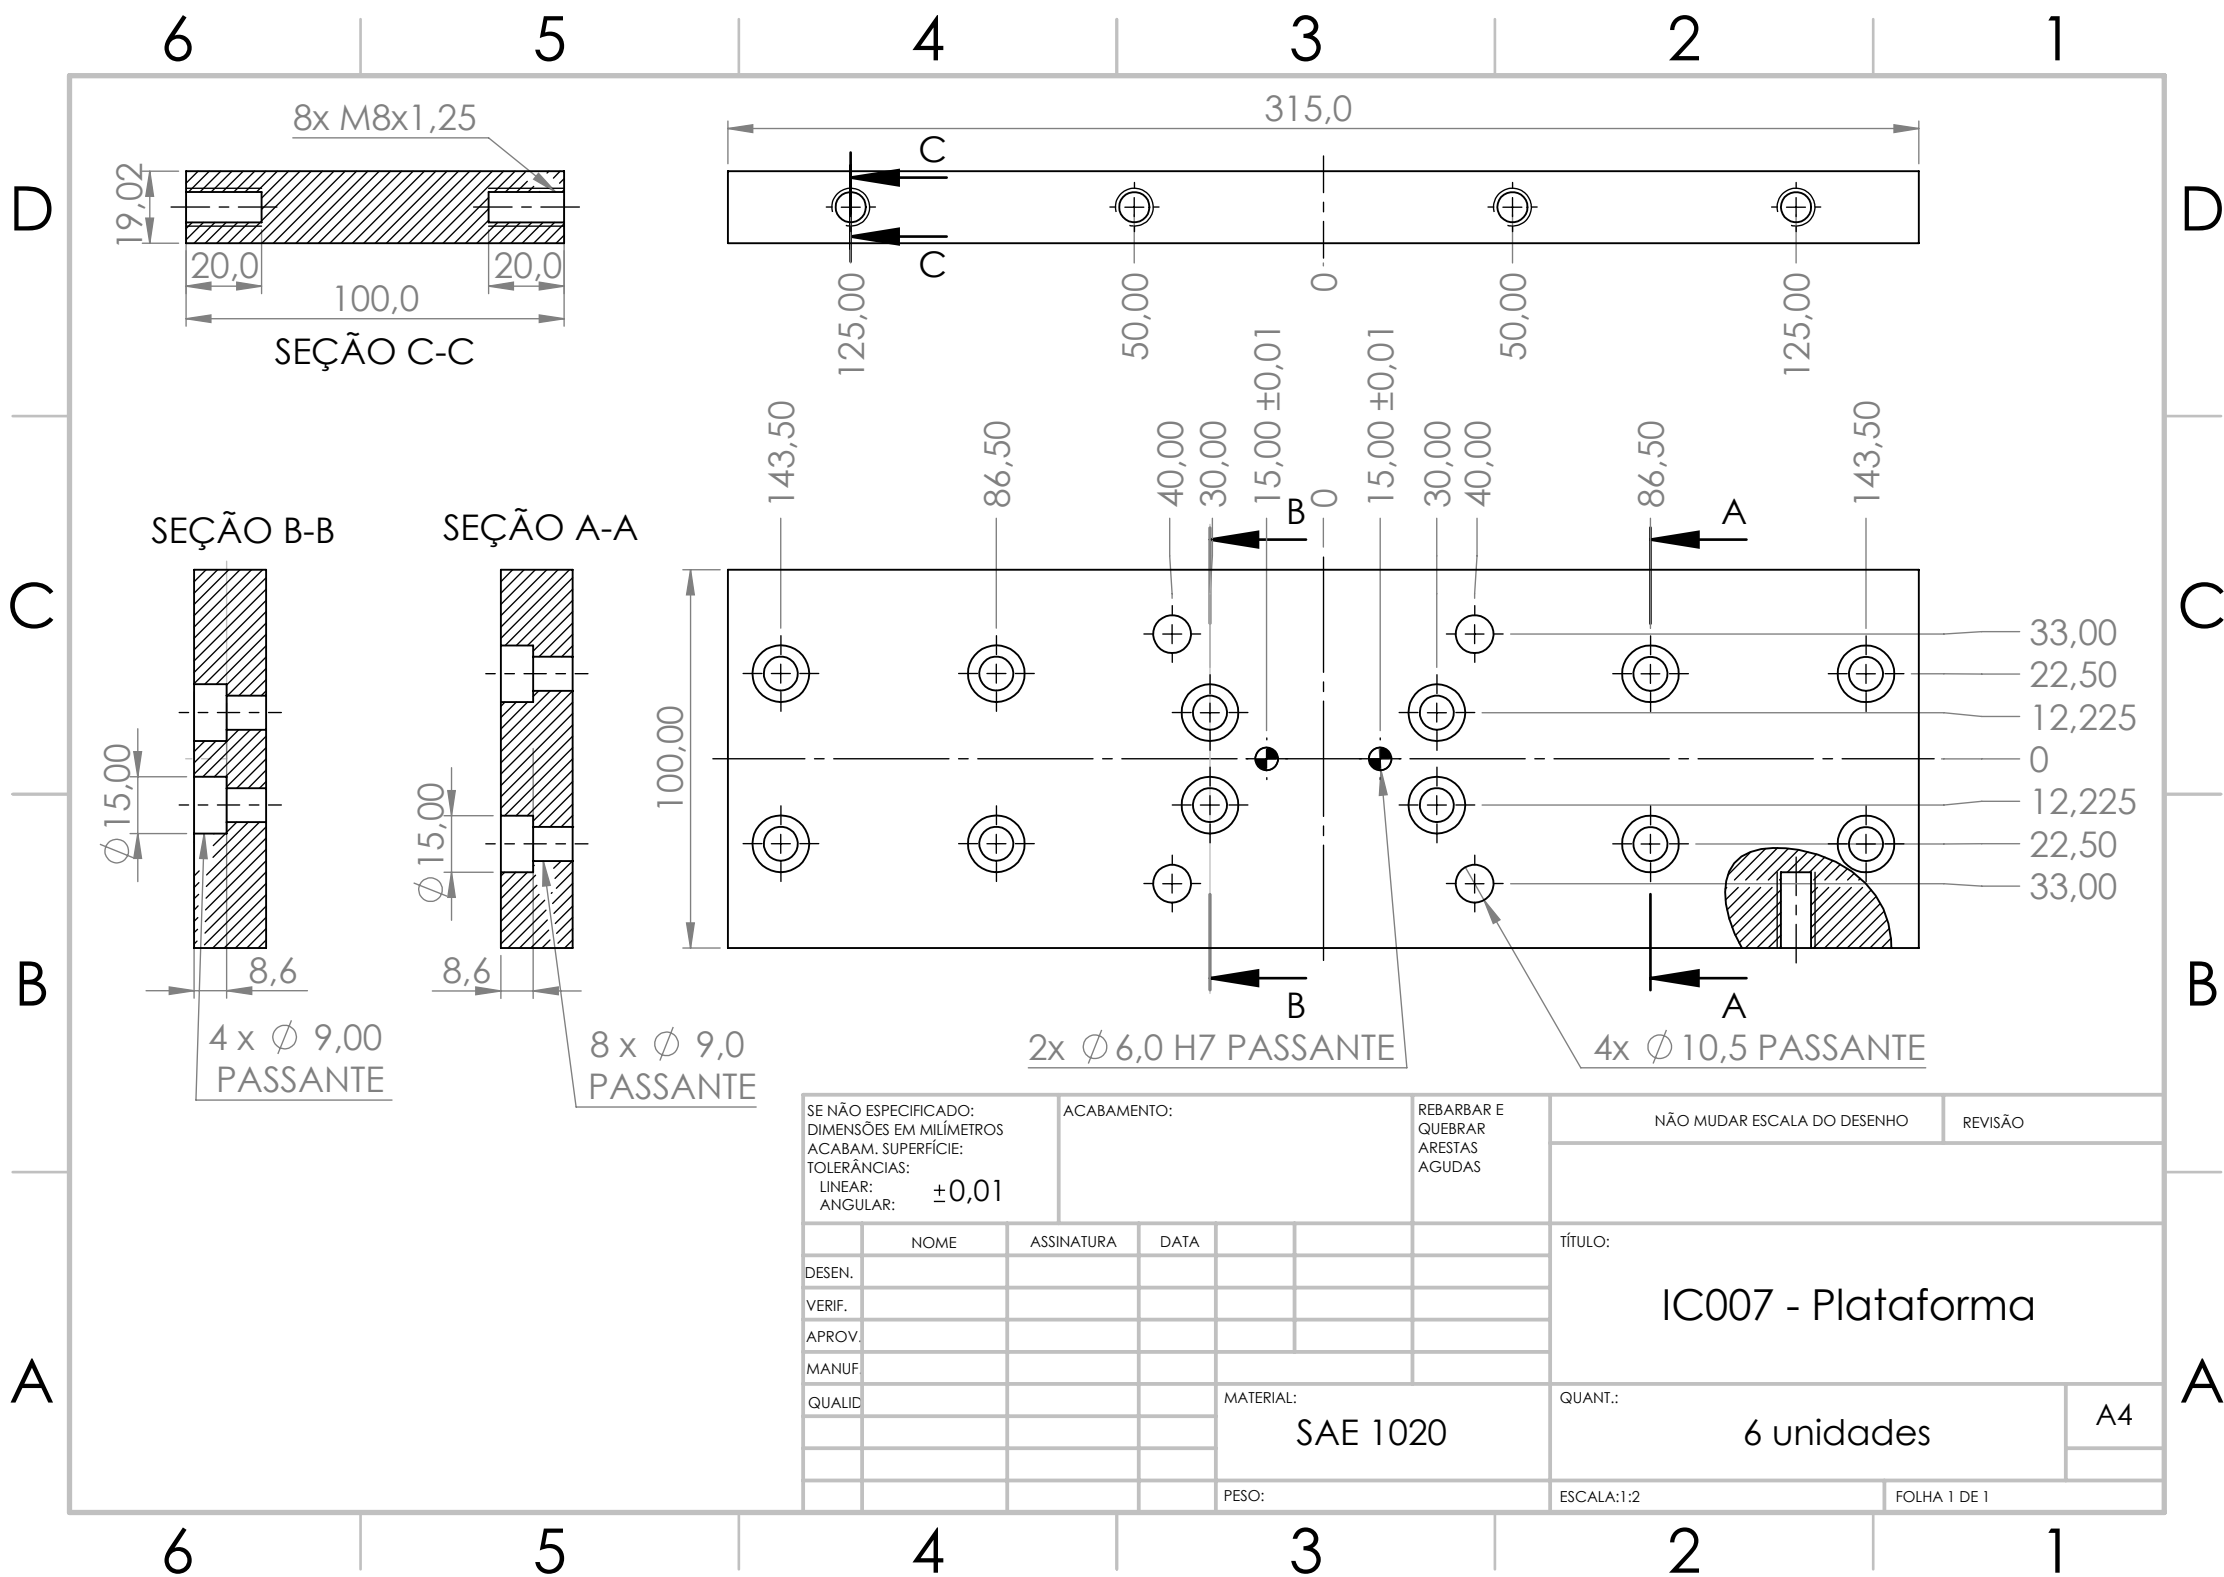 6 5 4 3 2 1
D D
C C
B B
A A
8x M8x1,25
19,02
20,0 20,0
100,0
SEÇÃO C-C
315,0
C
C
125,00 50,00 0 50,00 125,00
143,50 86,50 40,00 30,00 15,00 ±0,01 0 15,00 ±0,01 30,00 40,00 86,50 143,50
SEÇÃO B-B
∅15,00
8,6
4 x ∅ 9,00
PASSANTE
SEÇÃO A-A
∅15,00
8,6
8 x ∅ 9,0
PASSANTE
B A
100,00
33,00
22,50
12,225
0
12,225
22,50
33,00
B A
2x ∅6,0 H7 PASSANTE
4x ∅10,5 PASSANTE
SE NÃO ESPECIFICADO:
DIMENSÕES EM MILÍMETROS
ACABAM. SUPERFÍCIE:
TOLERÂNCIAS:
LINEAR:
ANGULAR:
±0,01
ACABAMENTO:
REBARBAR E
QUEBRAR
ARESTAS
AGUDAS
NÃO MUDAR ESCALA DO DESENHO
REVISÃO
NOME ASSINATURA DATA
DESEN.
VERIF.
APROV.
MANUF.
QUALID
TÍTULO:
IC007 - Plataforma
MATERIAL:
SAE 1020
QUANT.:
6 unidades
A4
PESO:
ESCALA:1:2
FOLHA 1 DE 1
6 5 4 3 2 1